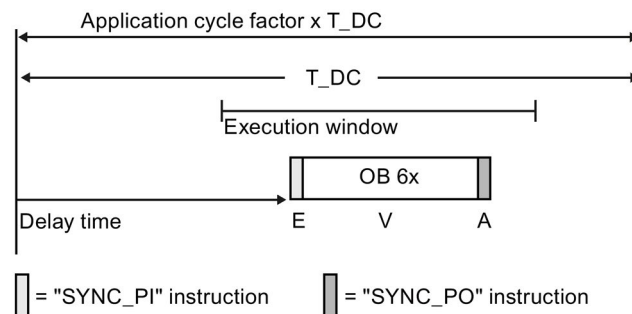 Application cycle factor x T_DC
T_DC
Execution window
OB 6x
Delay time
E V A
= "SYNC_PI" instruction = "SYNC_PO" instruction